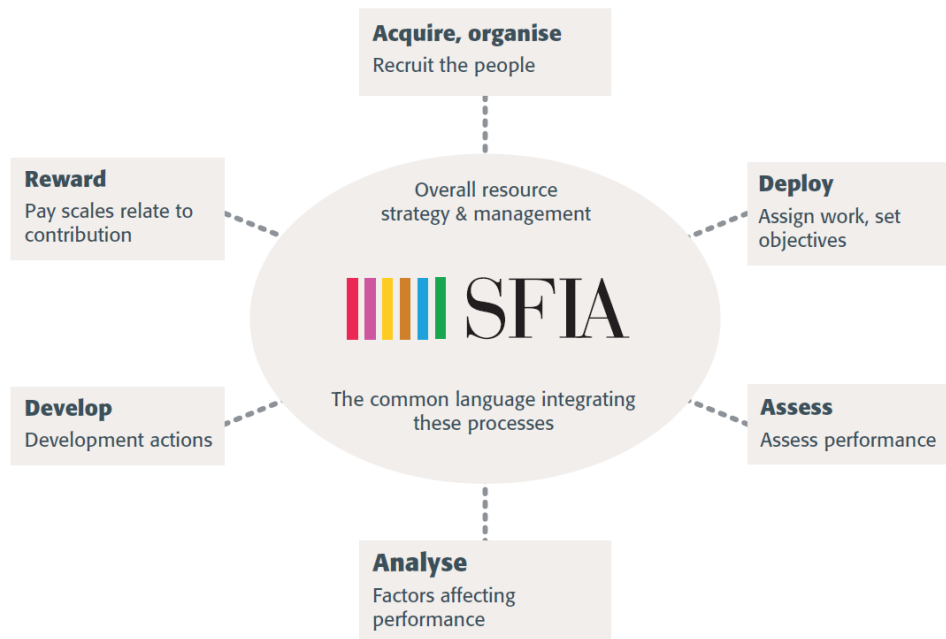 Acquire, organise
Recruit the people
Reward
Pay scales relate to
contribution
Overall resource
strategy & management
Deploy
Assign work, set
objectives
SFIA
Develop
Development actions
The common language integrating
these processes
Assess
Assess performance
Analyse
Factors affecting
performance